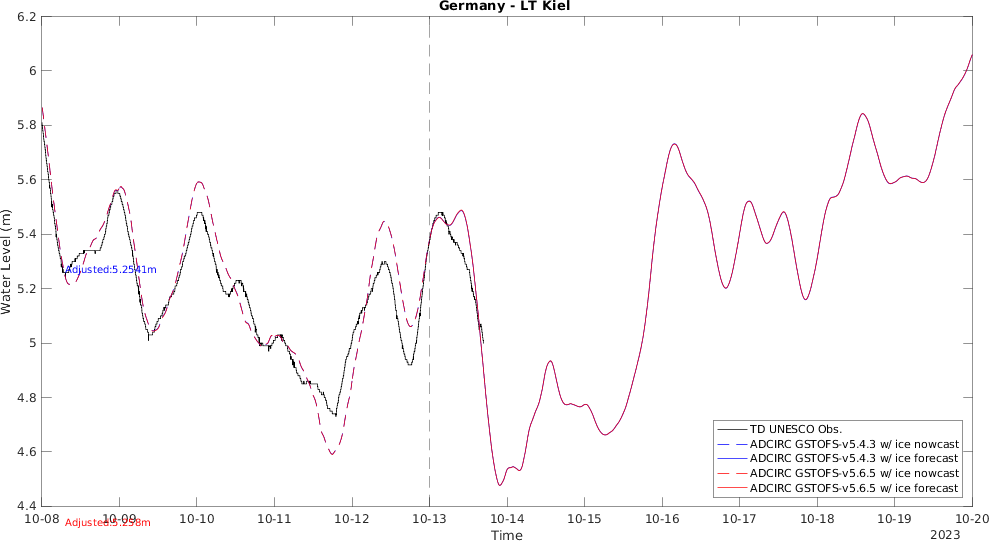 Germany - LT Kiel
6.2
6
5.8
5.6
5.4
5.2
5
4.8
4.6
4.4
Water Level (m)
Adjusted:5.2541m
TD UNESCO Obs.
ADCIRC GSTOFS-v5.4.3 w/ ice nowcast
ADCIRC GSTOFS-v5.4.3 w/ ice forecast
ADCIRC GSTOFS-v5.6.5 w/ ice nowcast
ADCIRC GSTOFS-v5.6.5 w/ ice forecast
10-08 10-09 10-10 10-11 10-12 10-13 10-14 10-15 10-16 10-17 10-18 10-19 10-20
Adjusted:5.258m
Time
2023